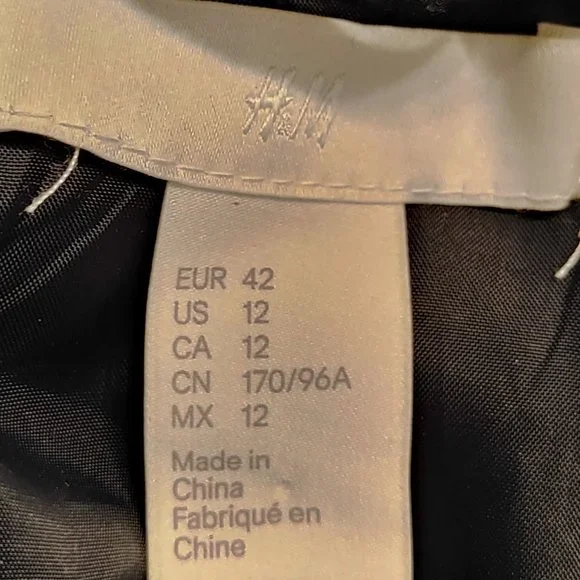 H&M
EUR 42
US 12
CA 12
CN 170/96A
MX 12
Made in
China
Fabriqué en
Chine